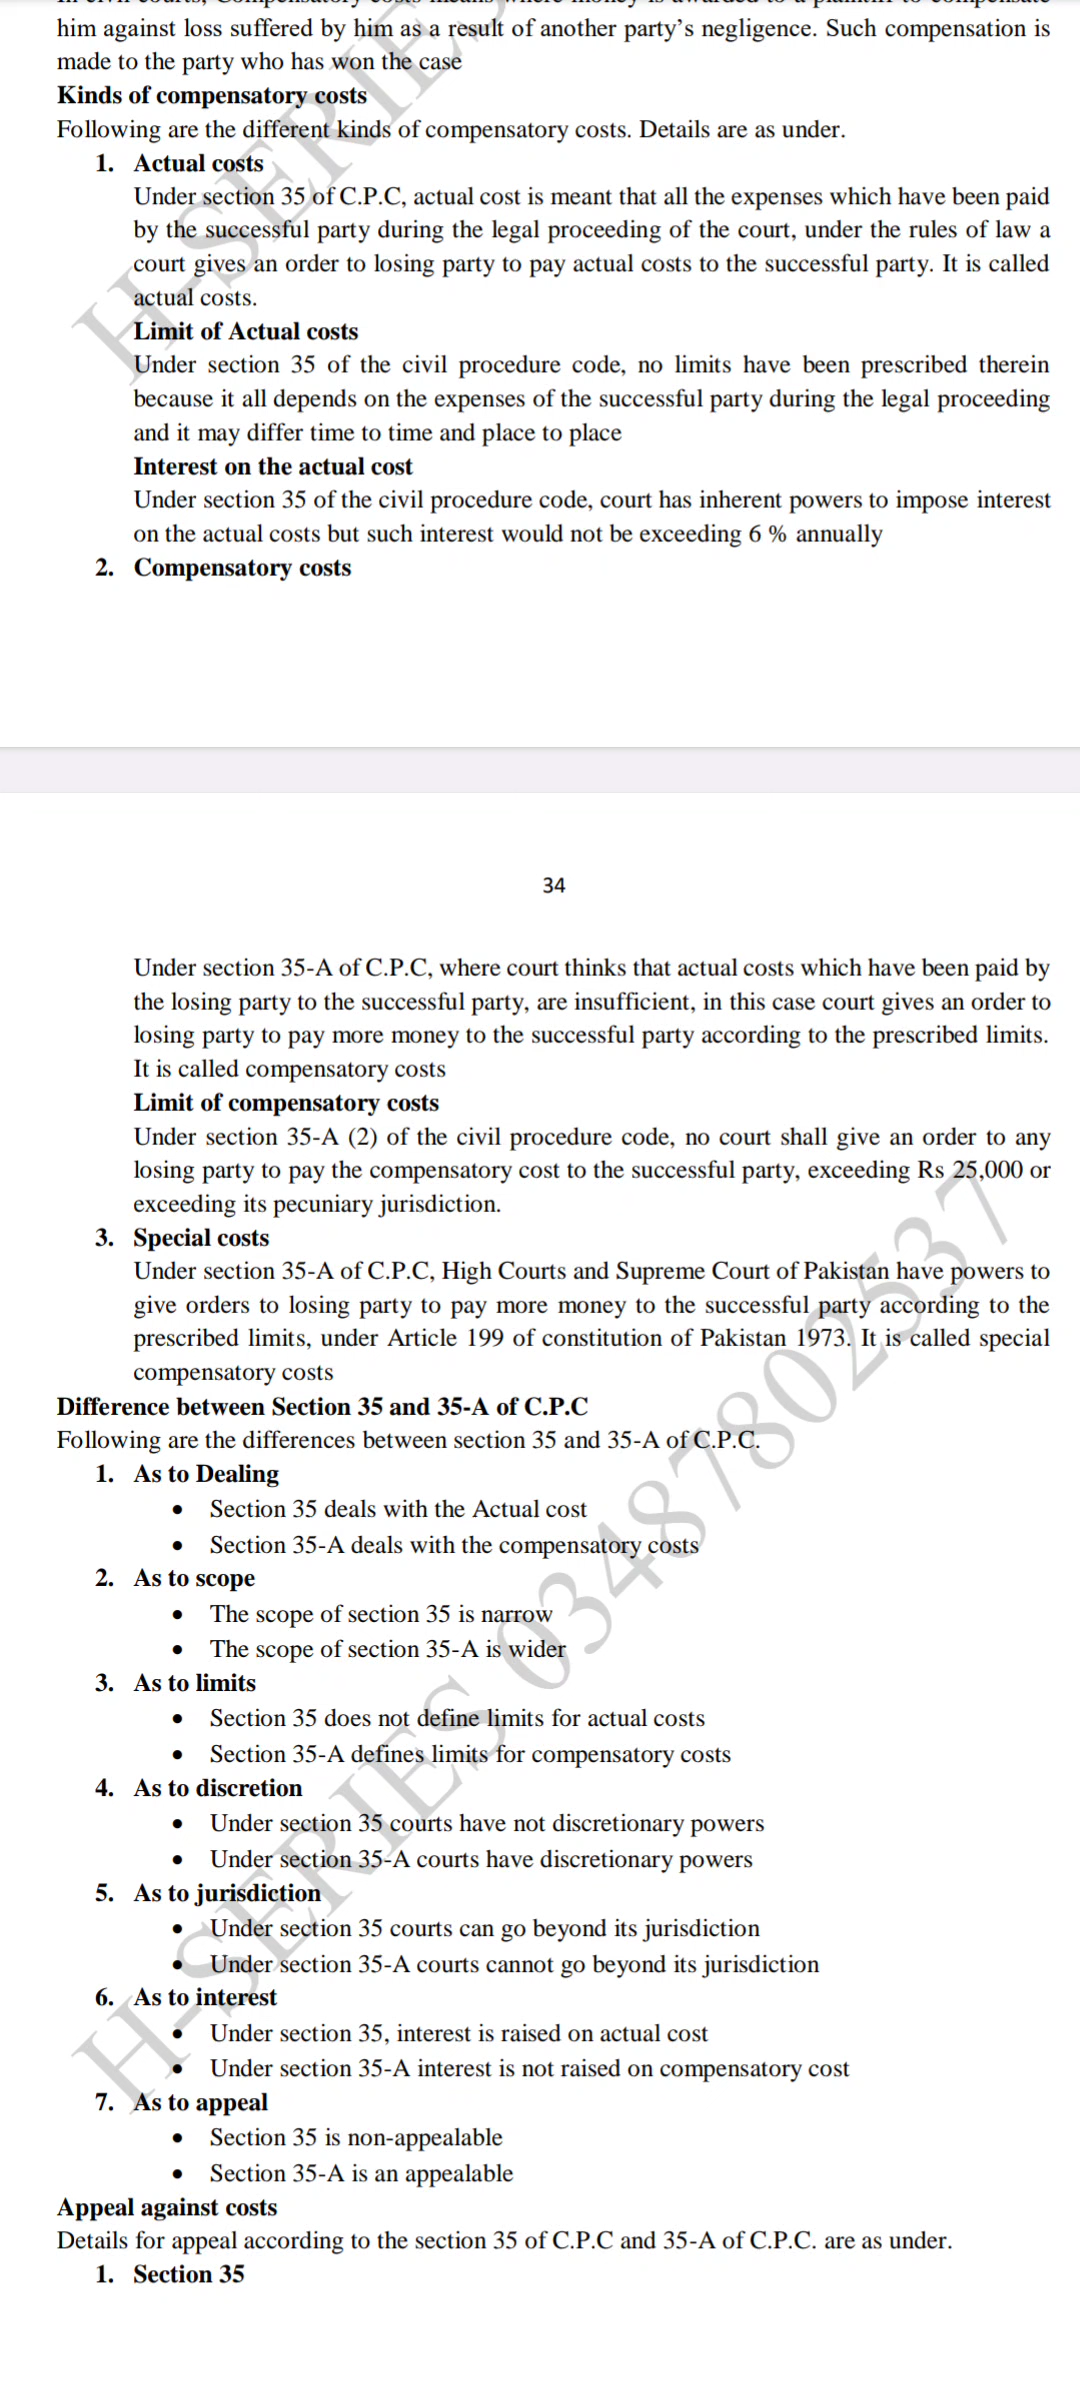 him against loss suffered by him as a result of another party’s negligence. Such compensation is
made to the party who has won the case
Kinds of compensatory costs
Following are the different kinds of compensatory costs. Details are as under.
1. Actual costs
Under section 35 of C.P.C, actual cost is meant that all the expenses which have been paid
by the successful party during the legal proceeding of the court, under the rules of law a
court gives an order to losing party to pay actual costs to the successful party. It is called
actual costs.
Limit of Actual costs
Under section 35 of the civil procedure code, no limits have been prescribed therein
because it all depends on the expenses of the successful party during the legal proceeding
and it may differ time to time and place to place
Interest on the actual cost
Under section 35 of the civil procedure code, court has inherent powers to impose interest
on the actual costs but such interest would not be exceeding 6 % annually
2. Compensatory costs
34
Under section 35-A of C.P.C, where court thinks that actual costs which have been paid by
the losing party to the successful party, are insufficient, in this case court gives an order to
losing party to pay more money to the successful party according to the prescribed limits.
It is called compensatory costs
Limit of compensatory costs
Under section 35-A (2) of the civil procedure code, no court shall give an order to any
losing party to pay the compensatory cost to the successful party, exceeding Rs 25,000 or
exceeding its pecuniary jurisdiction.
3. Special costs
Under section 35-A of C.P.C, High Courts and Supreme Court of Pakistan have powers to
give orders to losing party to pay more money to the successful party according to the
prescribed limits, under Article 199 of constitution of Pakistan 1973. It is called special
compensatory costs
Difference between Section 35 and 35-A of C.P.C
Following are the differences between section 35 and 35-A of C.P.C.
1. As to Dealing
• Section 35 deals with the Actual cost
• Section 35-A deals with the compensatory costs
2. As to scope
• The scope of section 35 is narrow
• The scope of section 35-A is wider
3. As to limits
• Section 35 does not define limits for actual costs
• Section 35-A defines limits for compensatory costs
4. As to discretion
• Under section 35 courts have not discretionary powers
• Under section 35-A courts have discretionary powers
5. As to jurisdiction
• Under section 35 courts can go beyond its jurisdiction
• Under section 35-A courts cannot go beyond its jurisdiction
6. As to interest
• Under section 35, interest is raised on actual cost
• Under section 35-A interest is not raised on compensatory cost
7. As to appeal
• Section 35 is non-appealable
• Section 35-A is an appealable
Appeal against costs
Details for appeal according to the section 35 of C.P.C and 35-A of C.P.C. are as under.
1. Section 35
H-SERIES
H-SERIES 03487802537